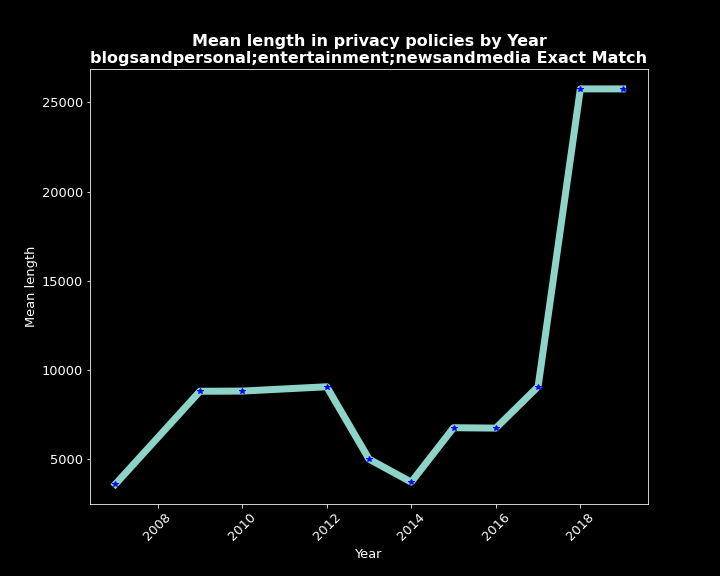 Mean length in privacy policies by Year
blogsandpersonal;entertainment;newsandmedia Exact Match
25000
20000
15000
10000
5000
Mean length
2008
2010
2012
2014
2016
2018
Year